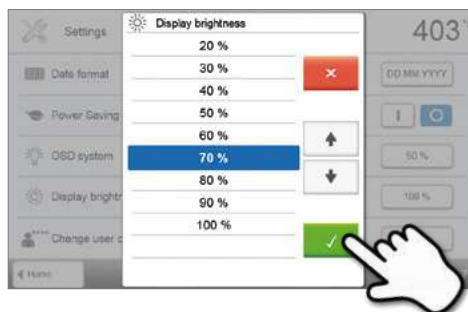 Settings
403°
Display brightness
20 %
30 %
40 %
50 %
60 %
70 %
80 %
90 %
100 %
Date format
DD.MM.YYYY
Power Saving
OSD system
50 %
Display brightn
100 %
Change user c
Home